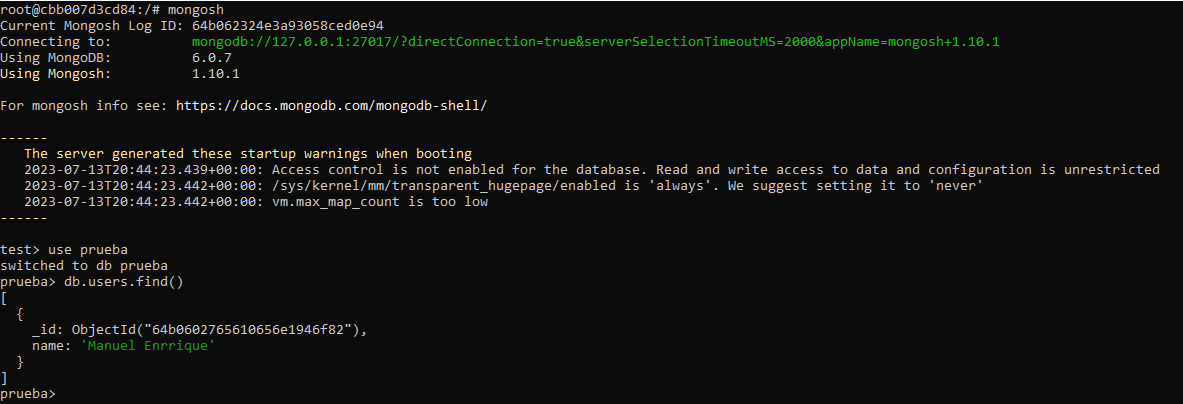 root@cbb007d3cd84:/# mongosh
Current Mongosh Log ID: 64b062324e3a93058ced0e94
Connecting to:          mongodb://127.0.0.1:27017/?directConnection=true&serverSelectionTimeoutMS=2000&appName=mongosh+1.10.1
Using MongoDB:          6.0.7
Using Mongosh:          1.10.1
For mongosh info see: https://docs.mongodb.com/mongodb-shell/
------
   The server generated these startup warnings when booting
   2023-07-13T20:44:23.439+00:00: Access control is not enabled for the database. Read and write access to data and configuration is unrestricted
   2023-07-13T20:44:23.442+00:00: /sys/kernel/mm/transparent_hugepage/enabled is 'always'. We suggest setting it to 'never'
   2023-07-13T20:44:23.442+00:00: vm.max_map_count is too low
------
test> use prueba
switched to db prueba
prueba> db.users.find()
[
  {
    _id: ObjectId("64b0602765610656e1946f82"),
    name: 'Manuel Enrrique'
  }
]
prueba>